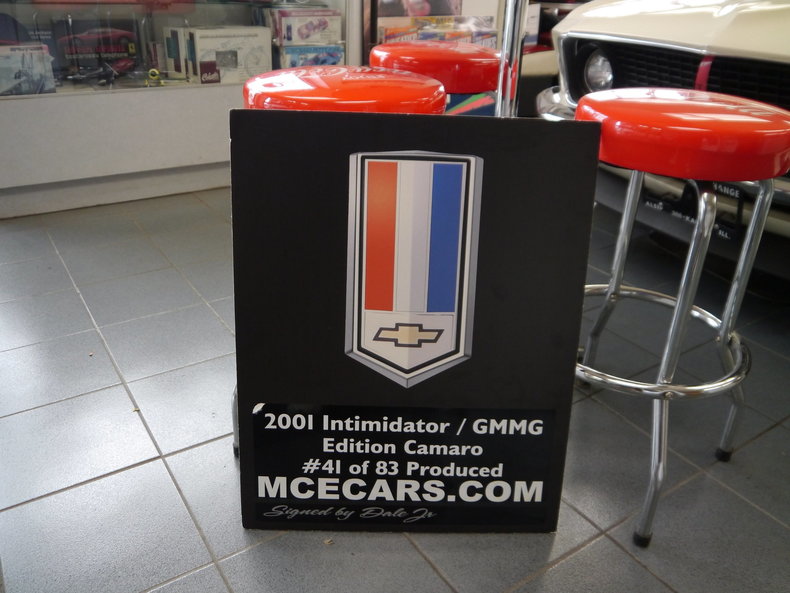 2001 Intimidator / GMMG
Edition Camaro
#41 of 83 Produced
MCECARS.COM
Signed by Dale Jr